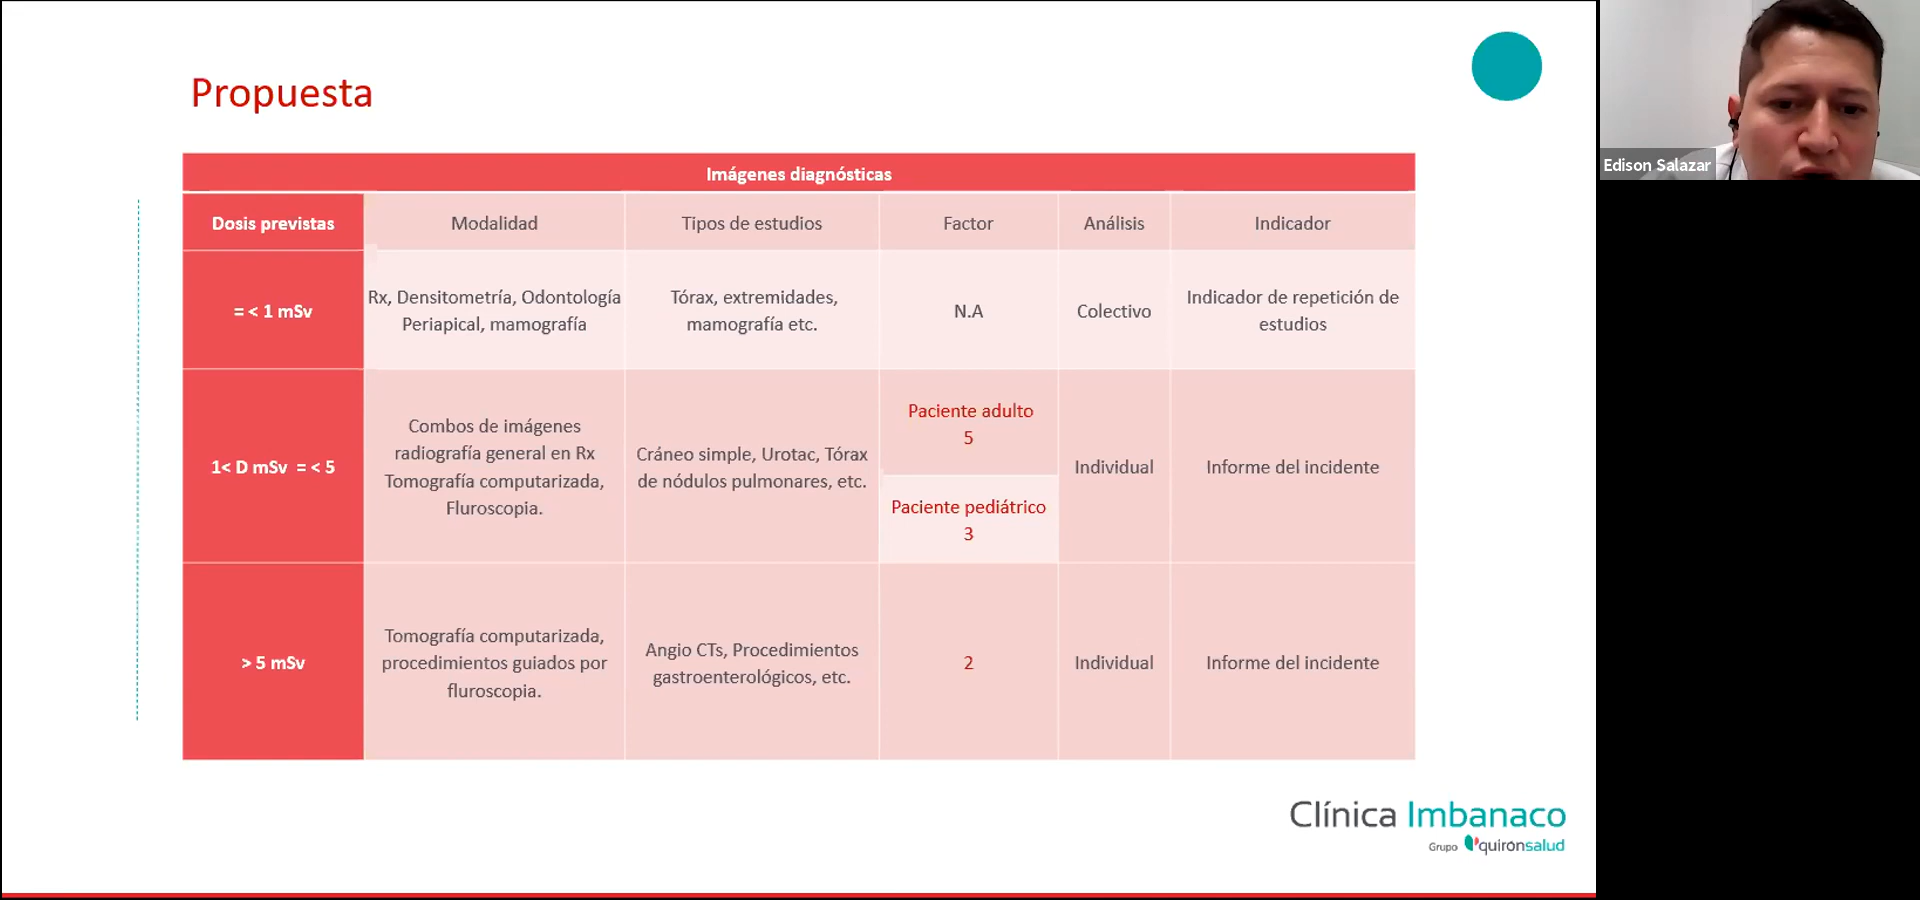 Propuesta
Edison Salazar
Imágenes diagnósticas
Dosis previstas
Modalidad
Tipos de estudios
Factor
Análisis
Indicador
= < 1 mSv
Rx, Densitometría, Odontología
Periapical, mamografía
Tórax, extremidades,
mamografía etc.
N.A
Colectivo
Indicador de repetición de
estudios
1< D mSv = < 5
Combos de imágenes
radiografía general en Rx
Tomografía computarizada,
Fluroscopia.
Cráneo simple, Urotac, Tórax
de nódulos pulmonares, etc.
Paciente adulto
5
Paciente pediátrico
3
Individual
Informe del incidente
> 5 mSv
Tomografía computarizada,
procedimientos guiados por
fluroscopia.
Angio CTs, Procedimientos
gastroenterológicos, etc.
2
Individual
Informe del incidente
Clínica Imbanaco
Grupo quirónsalud